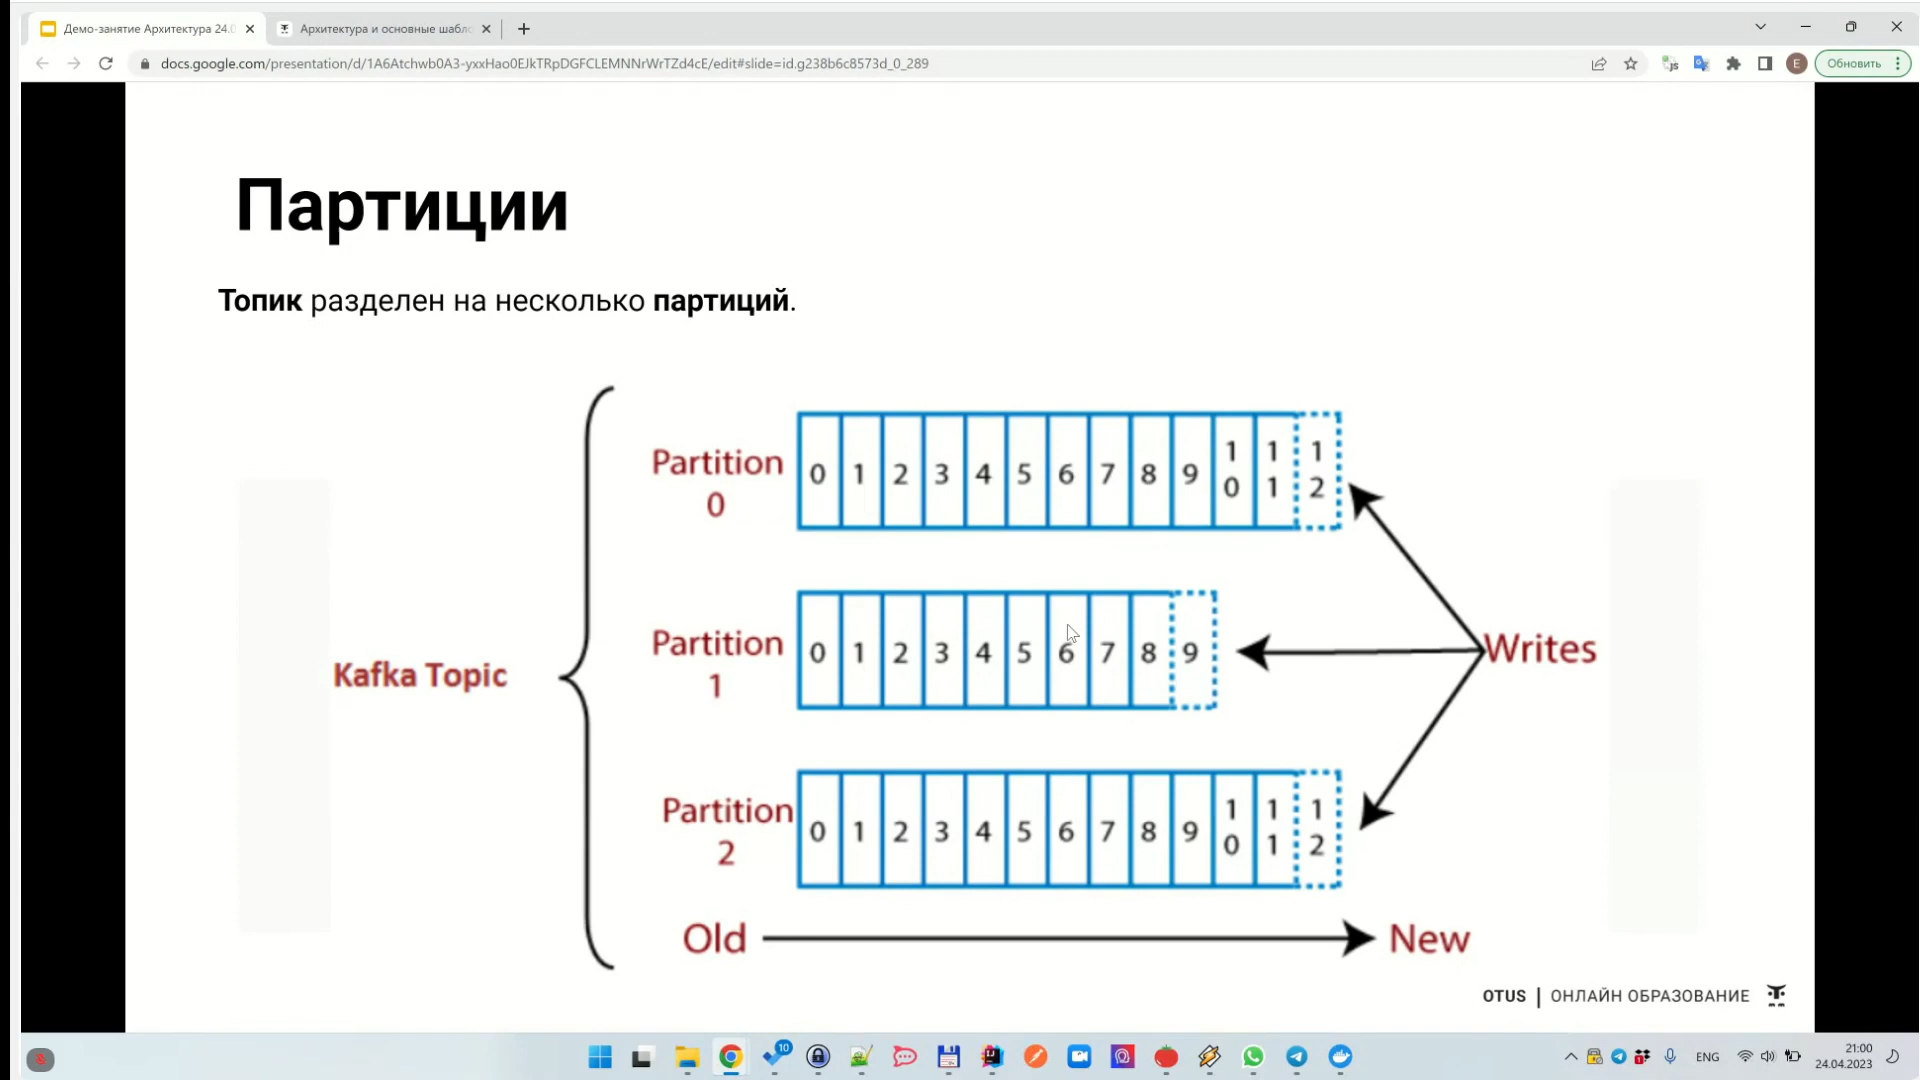 Демо-занятие Архитектура 24.0
Архитектура и основные шабло
docs.google.com/presentation/d/1A6Atchwb0A3-yxxHao0EJkTRpDGFCLEMNNrWrTZd4cE/edit#slide=id.g238b6c8573d_0_289
E
Обновить
Партиции
Топик разделен на несколько партиций.
Partition
0
0 1 2 3 4 5 6 7 8 9 10 11 12
Kafka Topic
Partition
1
0 1 2 3 4 5 6 7 8 9
Writes
Partition
2
0 1 2 3 4 5 6 7 8 9 10 11 12
Old
New
OTUS | ОНЛАЙН ОБРАЗОВАНИЕ
10
ENG
21:00
24.04.2023